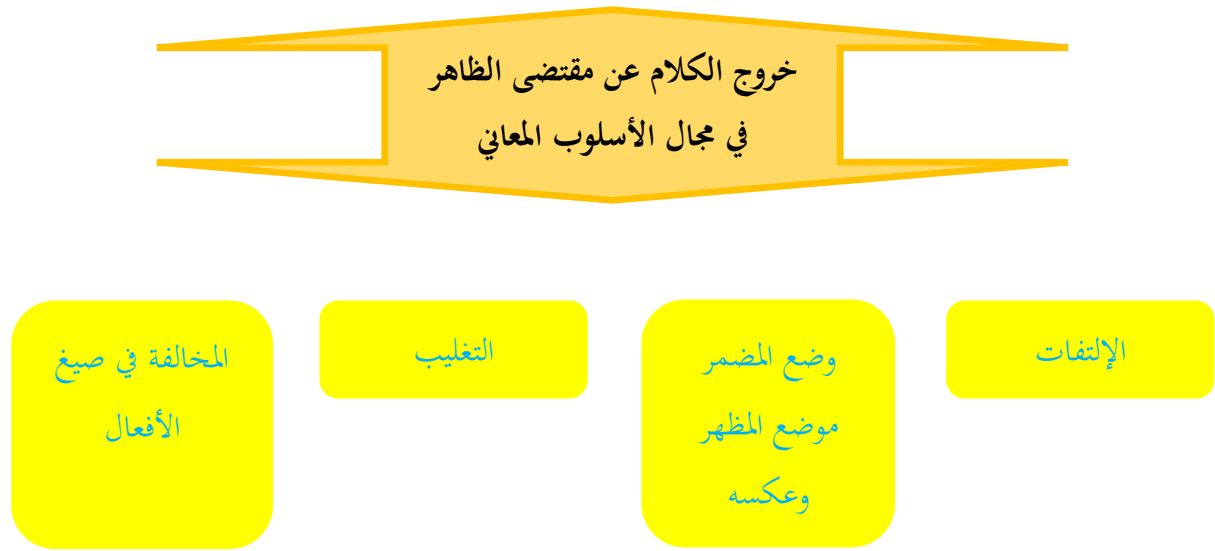 خروج الكلام عن مقتضى الظاهر
في مجال الأسلوب المعاني
الإلتفات
وضع المضمر
موضع المظهر
وعكسه
التغليب
المخالفة في صيغ
الأفعال